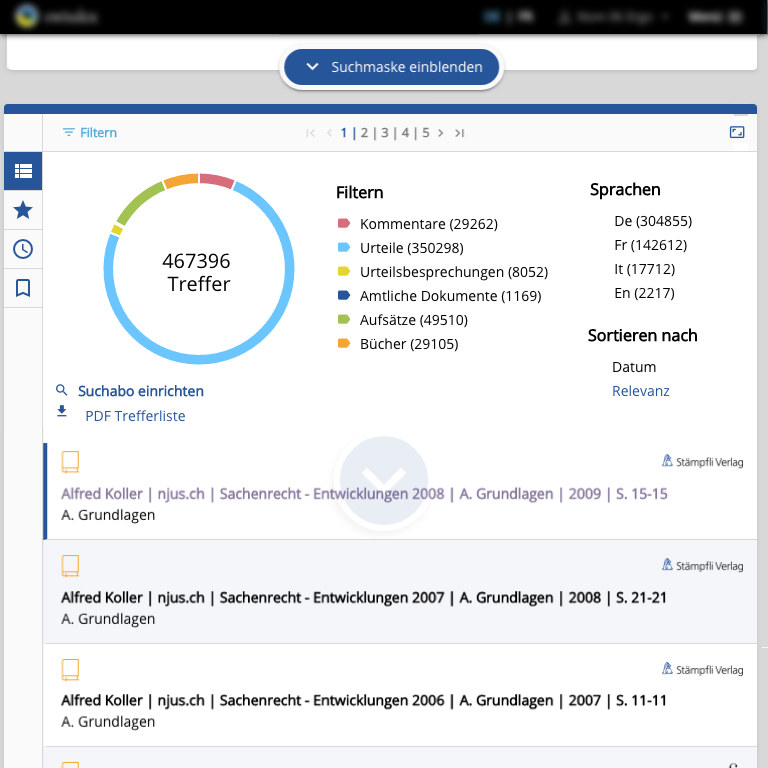 Suchmaske einblenden
Filtern
1 | 2 | 3 | 4 | 5
467396
Treffer
Filtern
Kommentare (29262)
Urteile (350298)
Urteilsbesprechungen (8052)
Amtliche Dokumente (1169)
Aufsätze (49510)
Bücher (29105)
Sprachen
De (304855)
Fr (142612)
It (17712)
En (2217)
Sortieren nach
Datum
Relevanz
Suchabo einrichten
PDF Trefferliste
Stämpfli Verlag
Alfred Koller | njus.ch | Sachenrecht - Entwicklungen 2008 | A. Grundlagen | 2009 | S. 15-15
A. Grundlagen
Stämpfli Verlag
Alfred Koller | njus.ch | Sachenrecht - Entwicklungen 2007 | A. Grundlagen | 2008 | S. 21-21
A. Grundlagen
Stämpfli Verlag
Alfred Koller | njus.ch | Sachenrecht - Entwicklungen 2006 | A. Grundlagen | 2007 | S. 11-11
A. Grundlagen